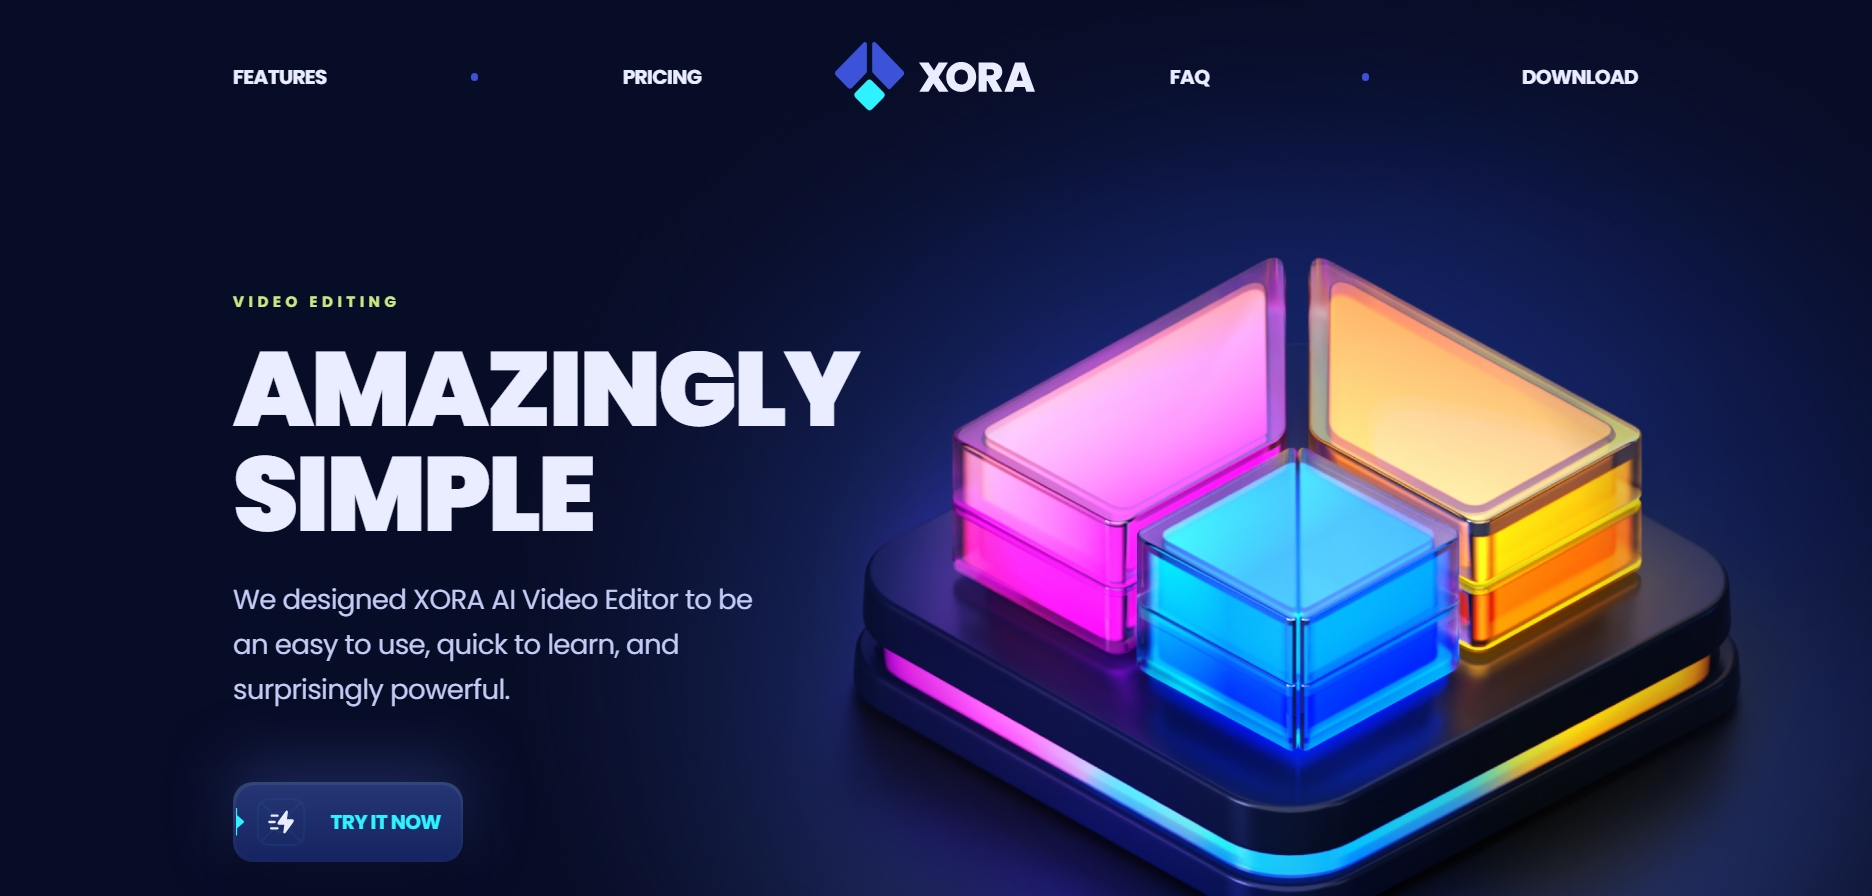 FEATURES
PRICING
XORA
FAQ
DOWNLOAD
VIDEO EDITING
AMAZINGLY
SIMPLE
We designed XORA AI Video Editor to be
an easy to use, quick to learn, and
surprisingly powerful.
TRY IT NOW